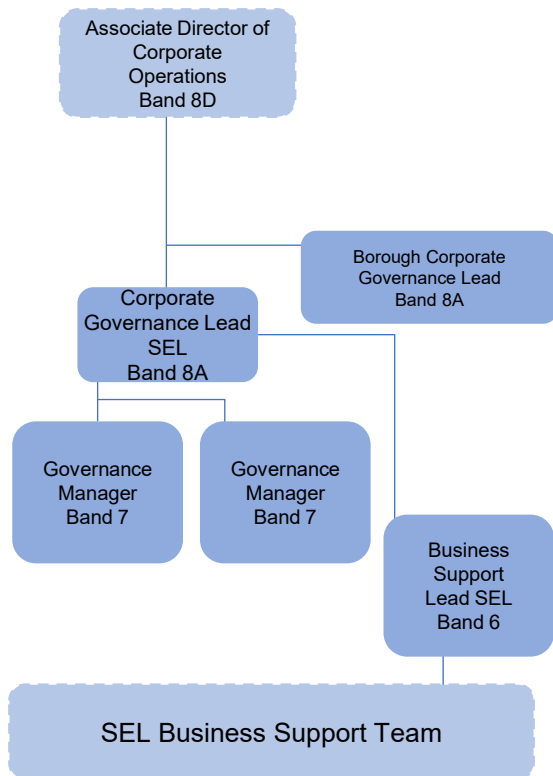 Associate Director of
Corporate
Operations
Band 8D
Borough Corporate
Governance Lead
Band 8A
Corporate
Governance Lead
SEL
Band 8A
Governance
Manager
Band 7
Governance
Manager
Band 7
Business
Support
Lead SEL
Band 6
SEL Business Support Team